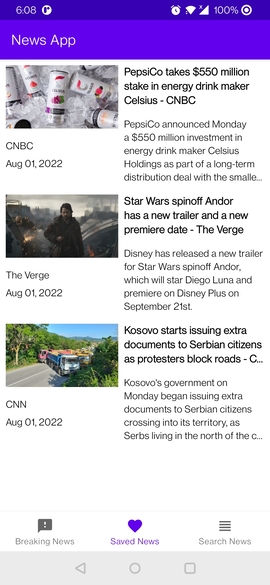 6:08
100%
News App
PepsiCo takes $550 million
stake in energy drink maker
Celsius - CNBC
PepsiCo announced Monday
a $550 million investment in
energy drink maker Celsius
Holdings as part of a long-term
distribution deal with the smalle...
CNBC
Aug 01, 2022
Star Wars spinoff Andor
has a new trailer and a new
premiere date - The Verge
Disney has released a new trailer
for Star Wars spinoff Andor,
which will star Diego Luna and
premiere on Disney Plus on
September 21st.
The Verge
Aug 01, 2022
Kosovo starts issuing extra
documents to Serbian citizens
as protesters block roads - C...
Kosovo's government on
Monday began issuing extra
documents to Serbian citizens
crossing into its territory, as
Serbs living in the north of the c...
CNN
Aug 01, 2022
Breaking News
Saved News
Search News